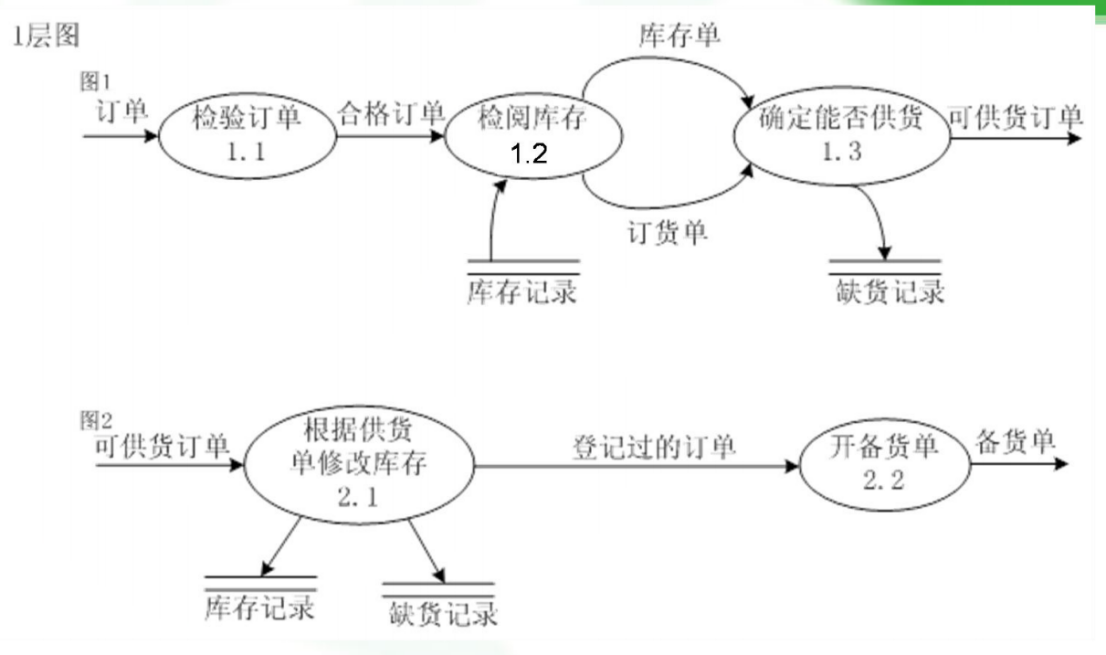 1层图
库存单
图1
订单
检验订单
1.1
合格订单
检阅库存
1.2
确定能否供货
1.3
可供货订单
订货单
库存记录
缺货记录
图2
可供货订单
根据供货
单修改库存
2.1
登记过的订单
开备货单
2.2
备货单
库存记录
缺货记录